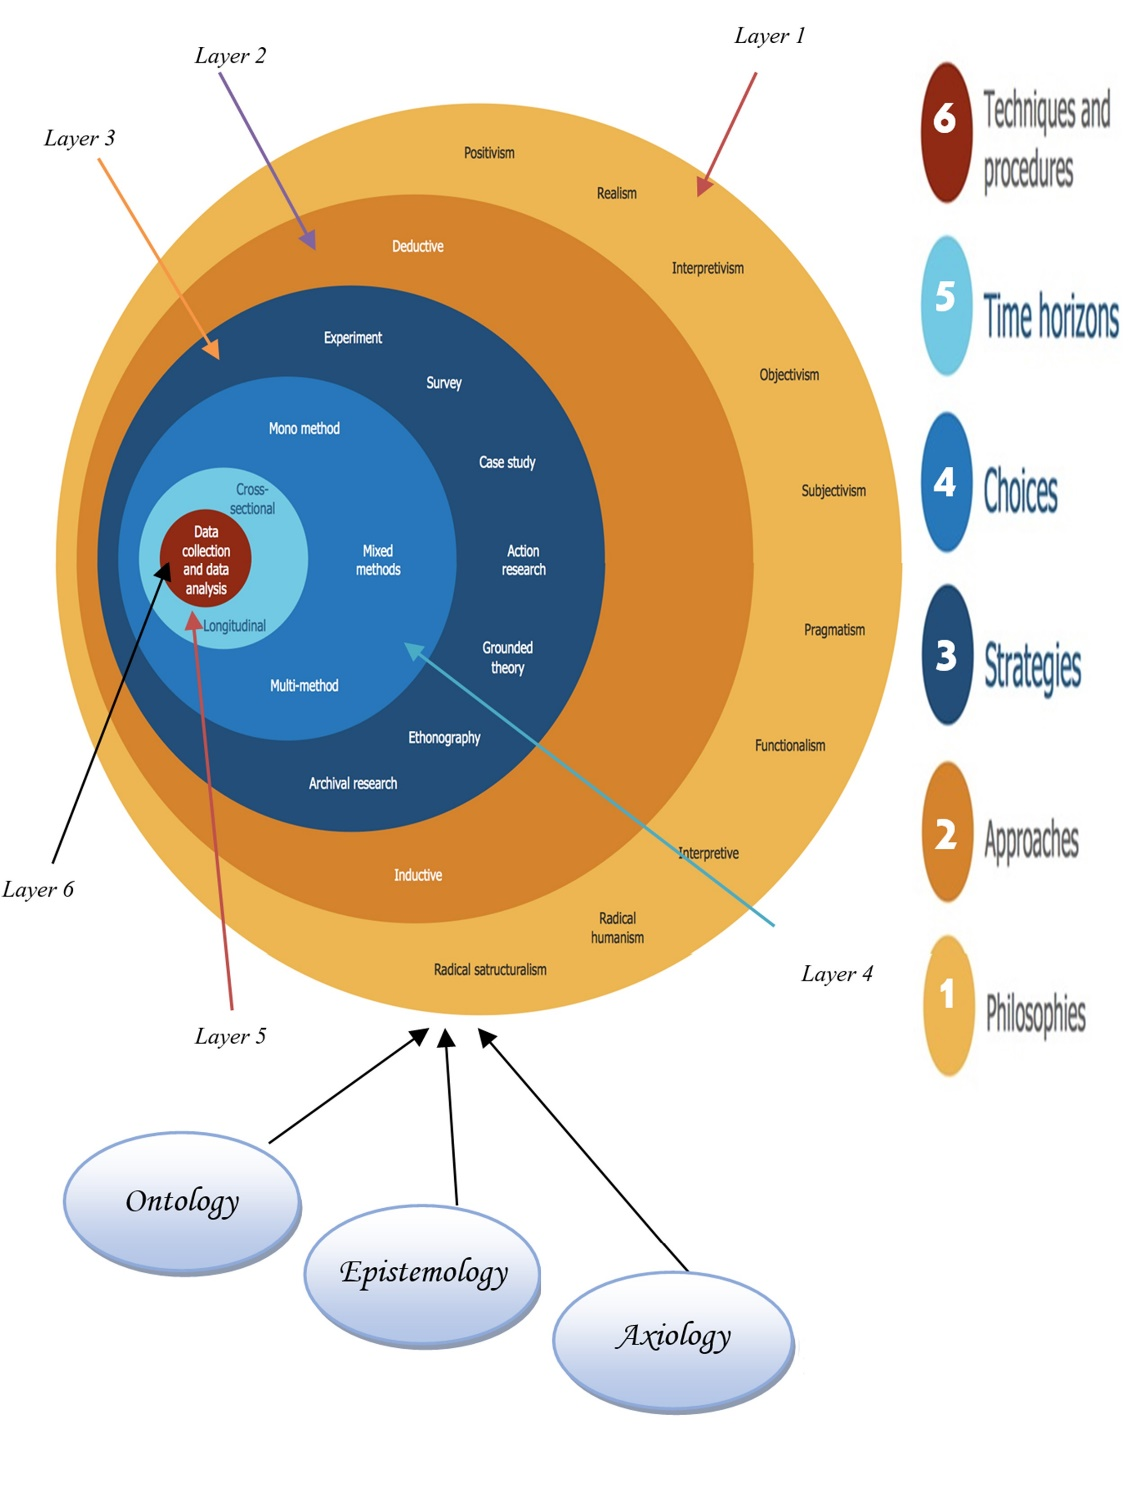 Layer 1
Layer 2
Layer 3
Positivism
Realism
Interpretivism
Objectivism
Subjectivism
Pragmatism
Functionalism
Interpretive
Radical
humanism
Radical satructuralism
Deductive
Inductive
Experiment
Survey
Case study
Action
research
Grounded
theory
Ethonography
Archival research
Mono method
Mixed
methods
Multi-method
Cross-
sectional
Longitudinal
Data
collection
and data
analysis
Layer 6
Layer 5
Layer 4
6
Techniques and
procedures
5
Time horizons
4
Choices
3
Strategies
2
Approaches
1
Philosophies
Ontology
Epistemology
Axiology